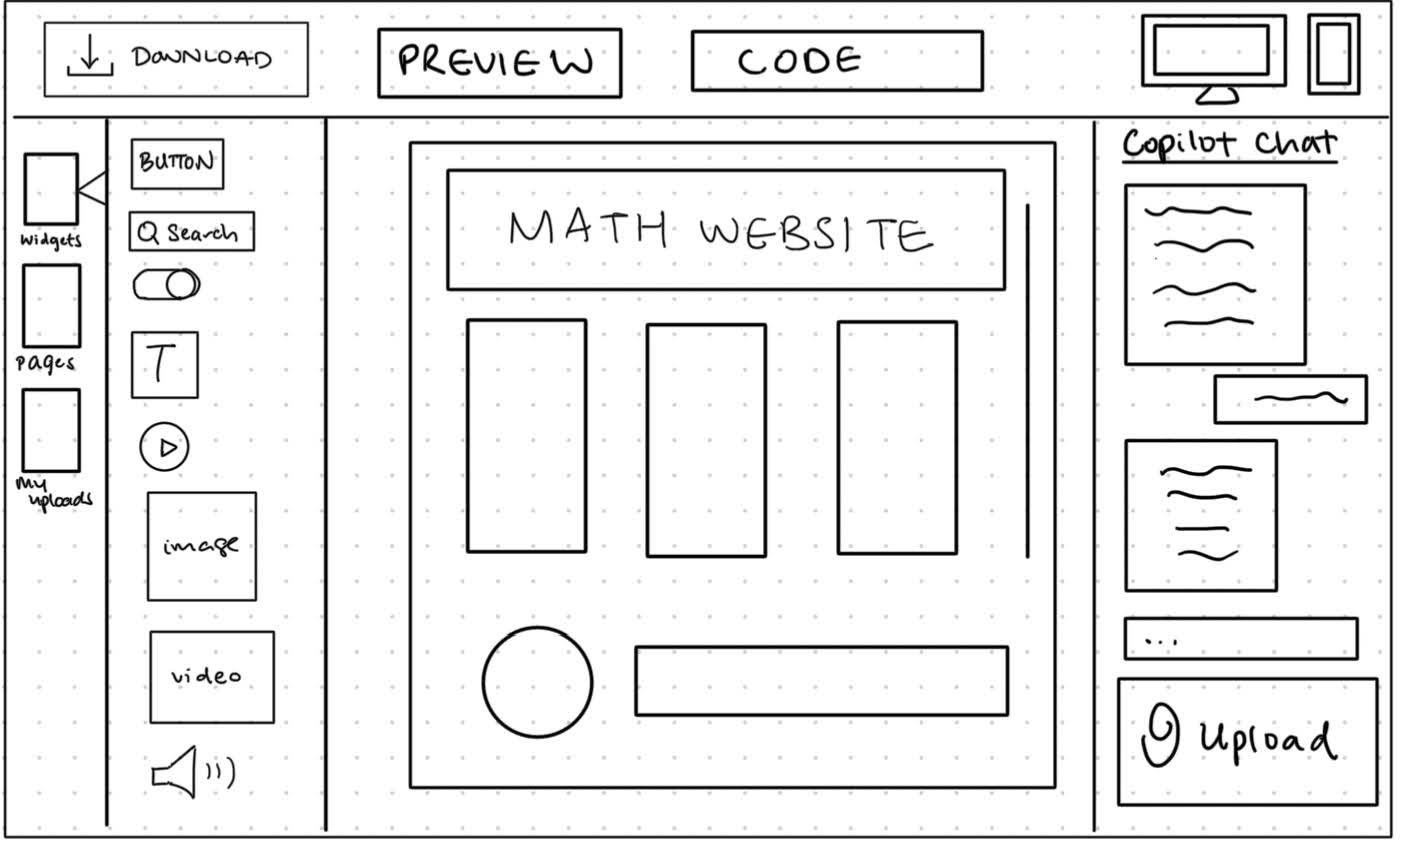 DOWNLOAD
PREVIEW
CODE
Widgets
Pages
My
uploads
BUTTON
Search
T
image
video
MATH WEBSITE
Copilot Chat
...
Upload